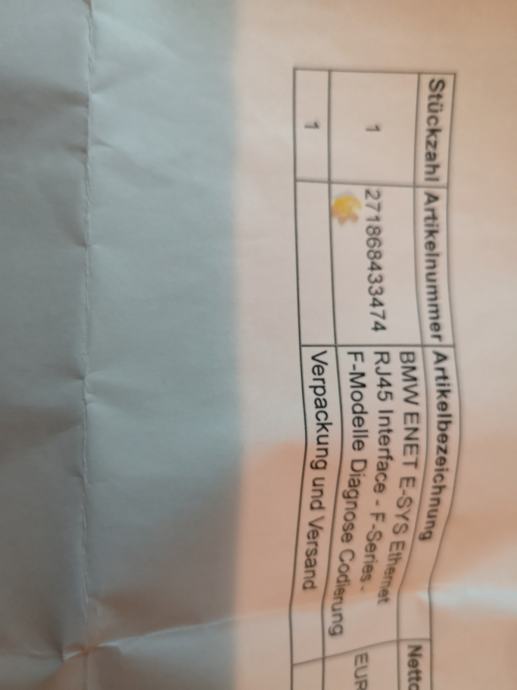 Stückzahl Artikelnummer Artikelbezeichnung Netto
1 271868433474 BMW ENET E-SYS Ethernet
RJ45 Interface - F-Series -
F-Modelle Diagnose Codierung EUR
1 Verpackung und Versand